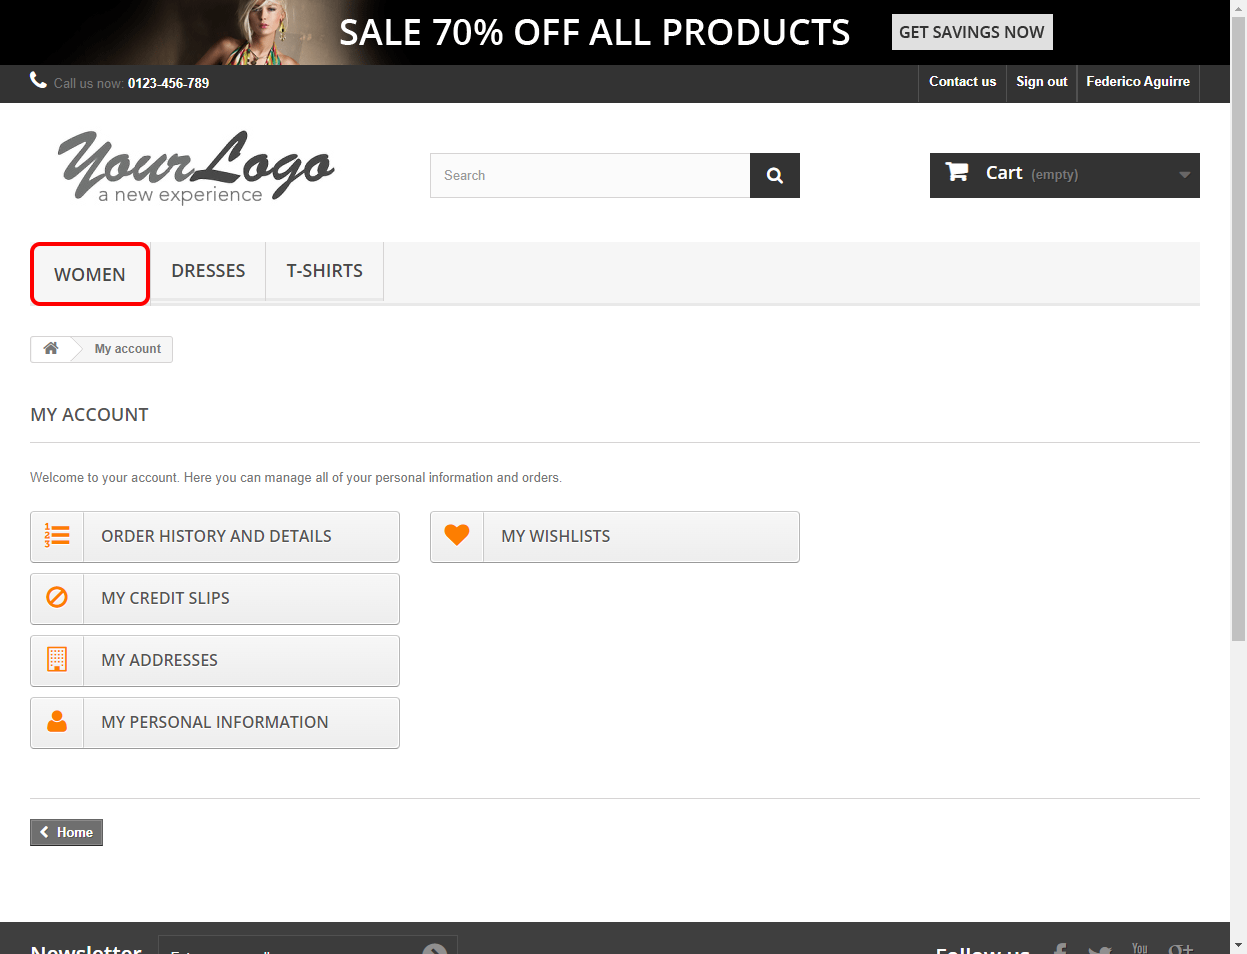 SALE 70% OFF ALL PRODUCTS GET SAVINGS NOW
Call us now: 0123-456-789 Contact us Sign out Federico Aguirre
YourLogo
a new experience
Search
Cart (empty)
WOMEN DRESSES T-SHIRTS
My account
MY ACCOUNT
Welcome to your account. Here you can manage all of your personal information and orders.
ORDER HISTORY AND DETAILS
MY WISHLISTS
MY CREDIT SLIPS
MY ADDRESSES
MY PERSONAL INFORMATION
Home
Newsletter
Follow us
You